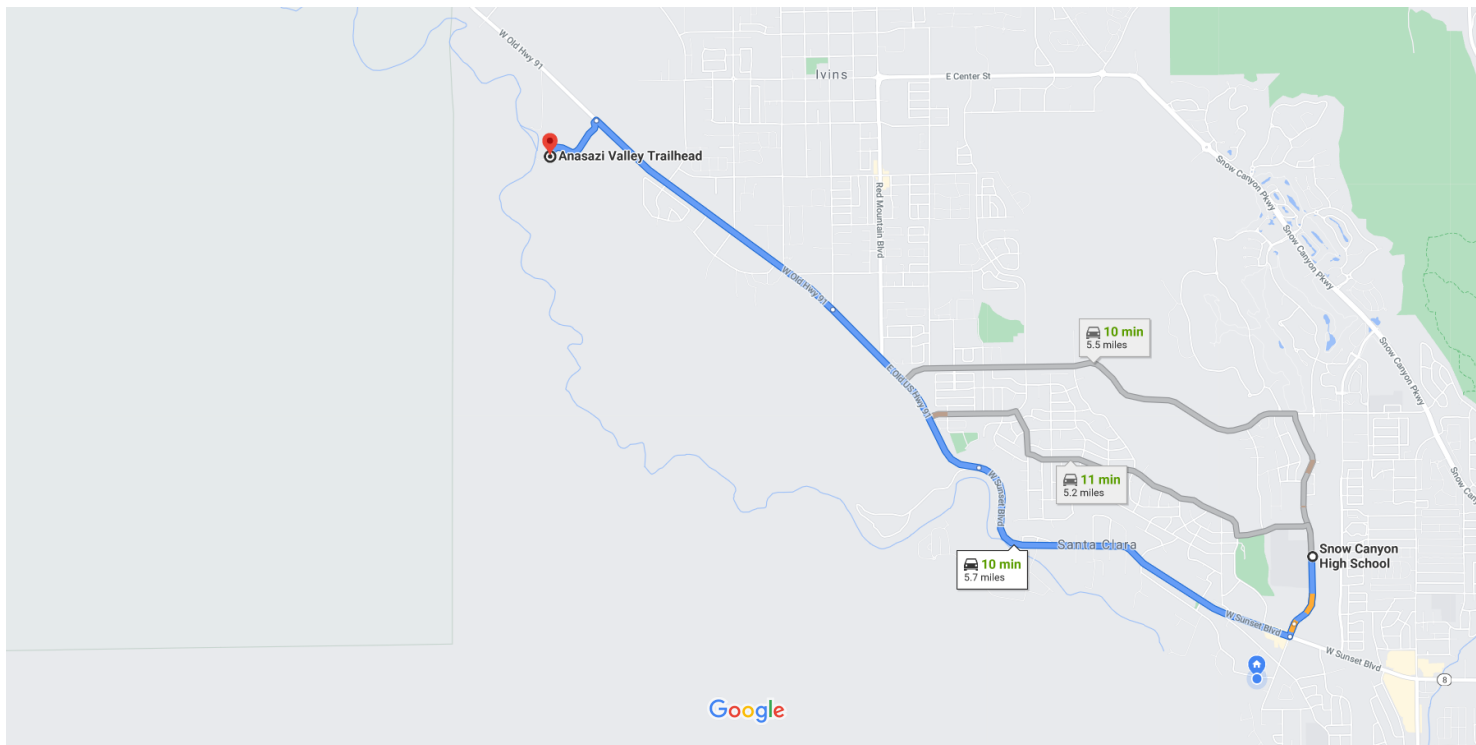 W Old Hwy 91
Ivins
E Center St
Anasazi Valley Trailhead
Snow Canyon Pkwy
Red Mountain Blvd
Snow Canyon Pkwy
W Old Hwy 91
10 min
5.5 miles
Snow Canyon Pkwy
E Old US Hwy 91
11 min
5.2 miles
W Sunset Blvd
Santa Clara
Snow Canyon
High School
10 min
5.7 miles
W Sunset Blvd
W Sunset Blvd
8
Google